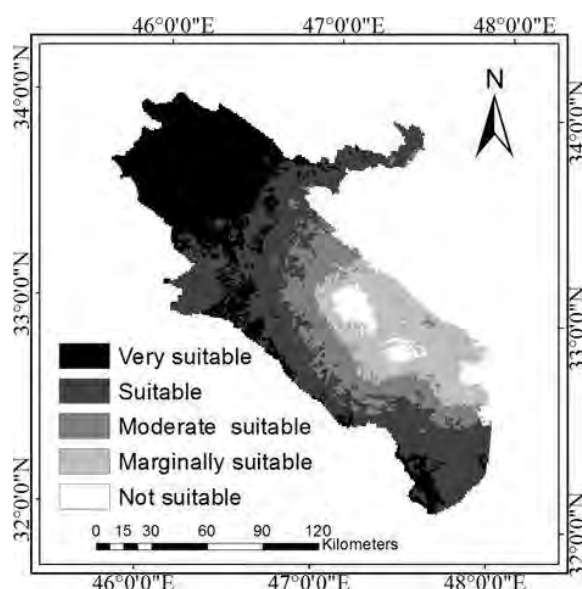 46°0'0"E 47°0'0"E 48°0'0"E
34°0'0"N
34°0'0"N
N
33°0'0"N
33°0'0"N
Very suitable
Suitable
Moderate suitable
Marginally suitable
Not suitable
32°0'0"N
32°0'0"N
0 15 30 60 90 120
Kilometers
46°0'0"E 47°0'0"E 48°0'0"E